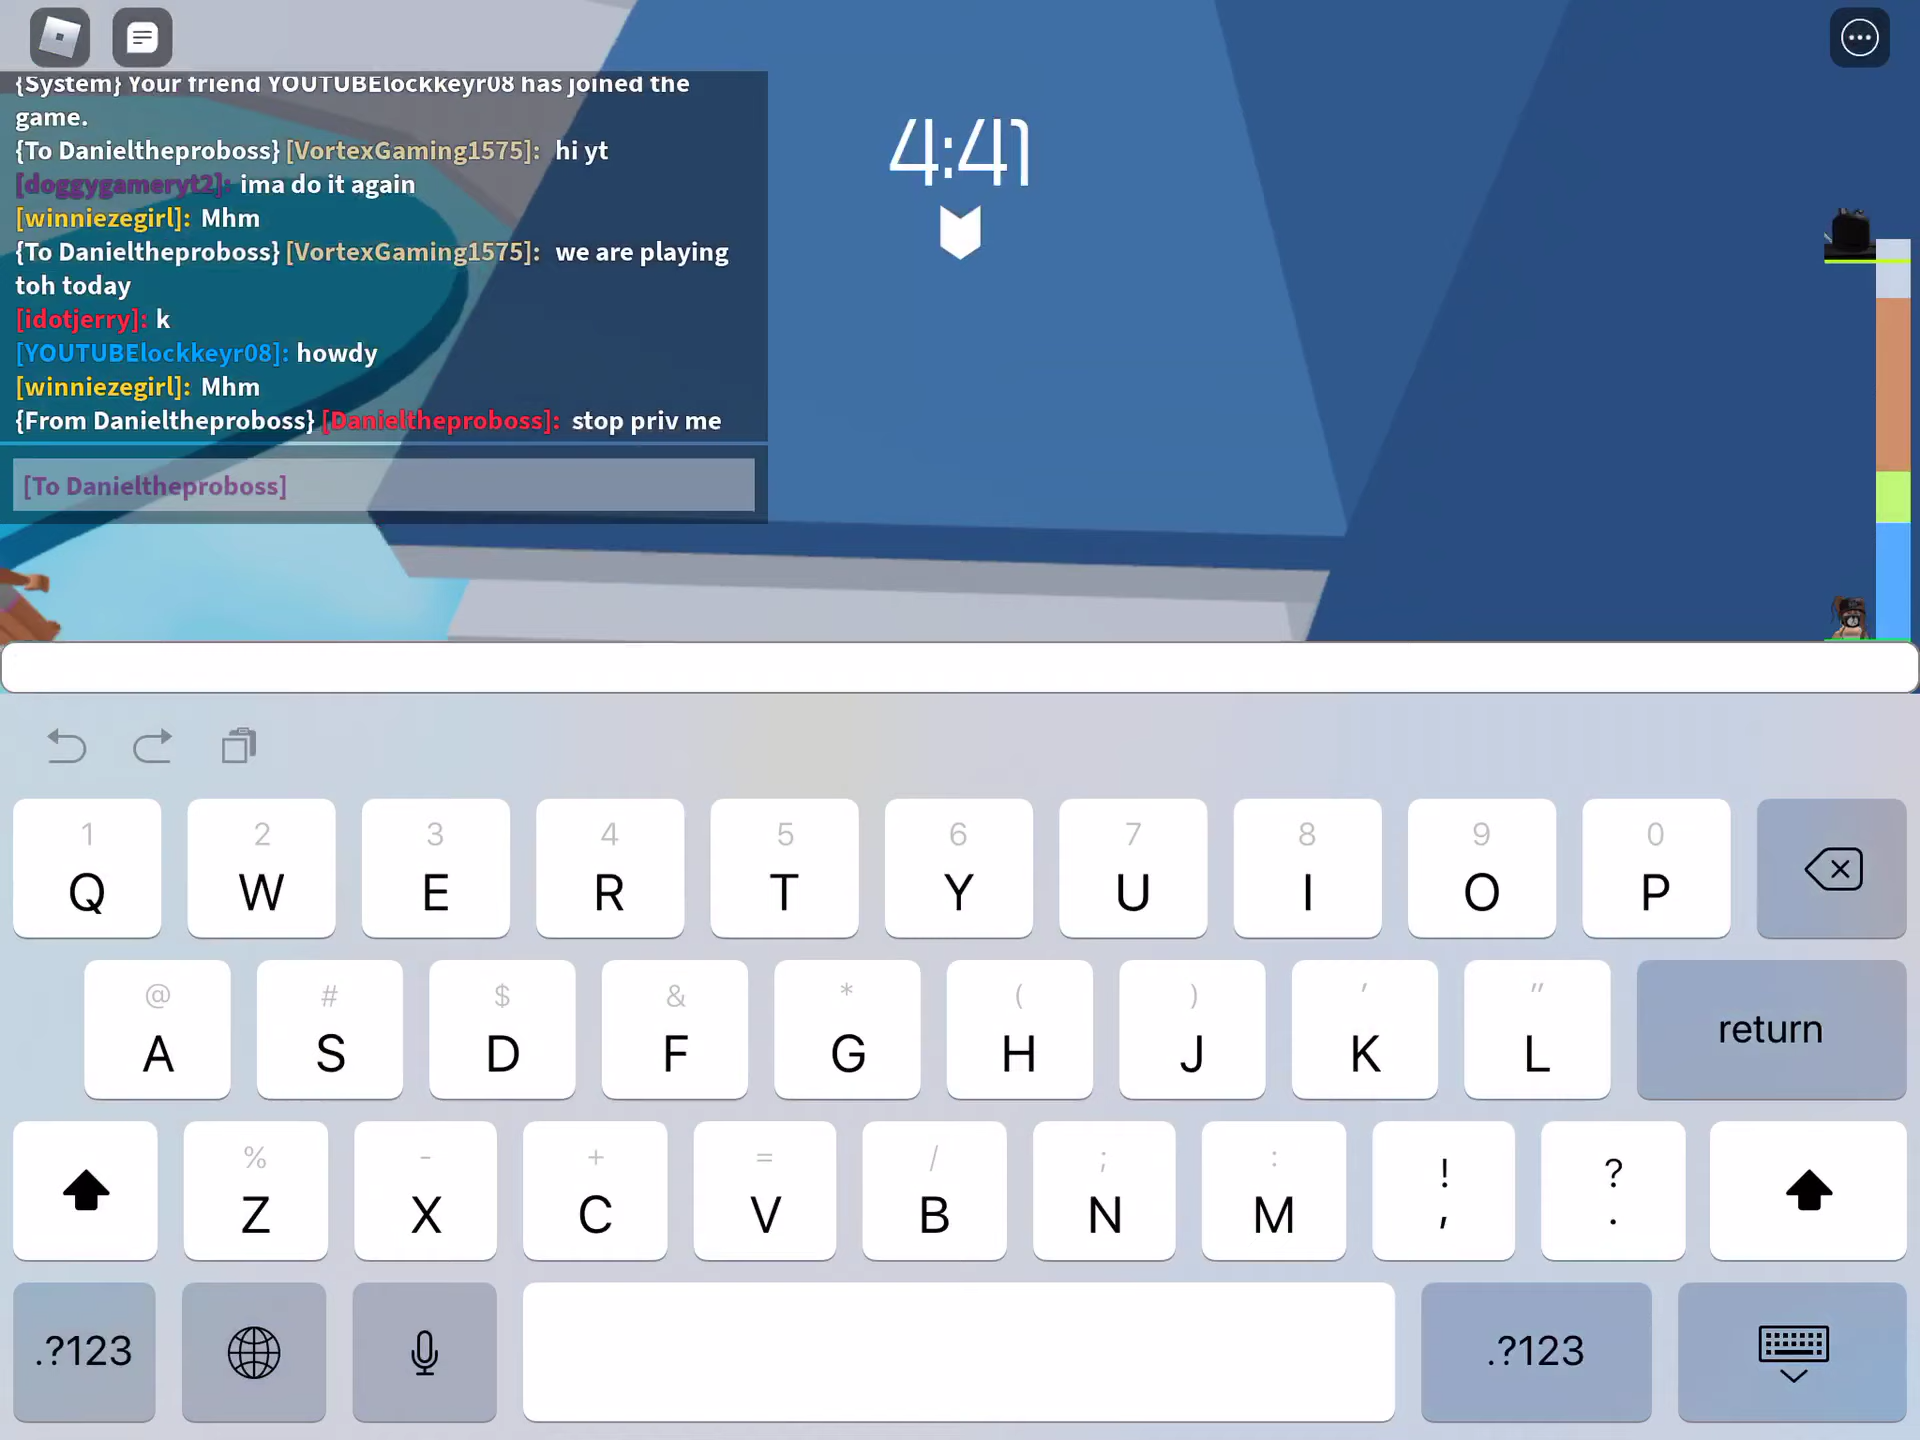 {System} Your friend YOUTUBElockkeyr08 has joined the
game.
4:41
{To Danieltheproboss} [VortexGaming1575]: hi yt
[doggygameryt2]: ima do it again
[winniezegirl]: Mhm
{To Danieltheproboss} [VortexGaming1575]: we are playing
toh today
[idotjerry]: k
[YOUTUBElockkeyr08]: howdy
[winniezegirl]: Mhm
{From Danieltheproboss} [Danieltheproboss]: stop priv me
[To Danieltheproboss]
1 2 3 4 5 6 7 8 9 0
Q W E R T Y U I O P
@ # $ & * ( ) ' "
A S D F G H J K L return
% - + = / ; : ! ?
Z X C V B N M , .
.?123 .?123